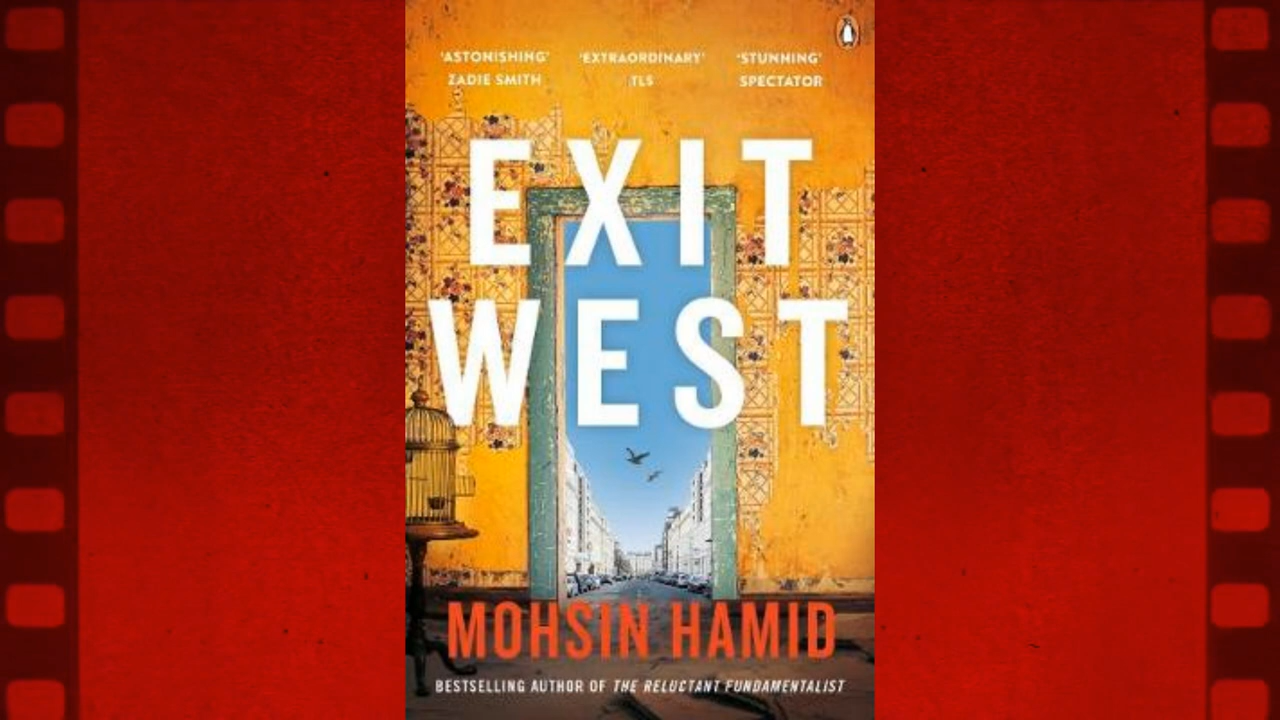 'ASTONISHING' 'EXTRAORDINARY' 'STUNNING'
ZADIE SMITH TLS SPECTATOR
EXIT
WEST
MOHSIN HAMID
BESTSELLING AUTHOR OF THE RELUCTANT FUNDAMENTALIST